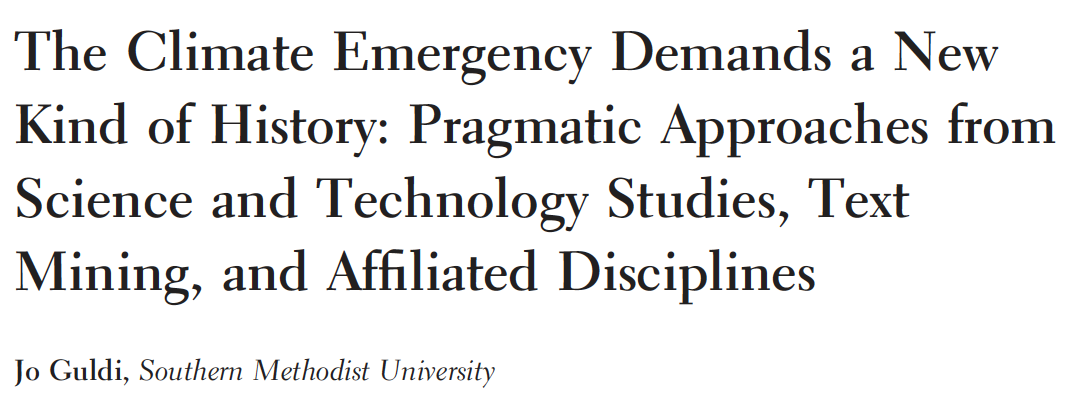 The Climate Emergency Demands a New
Kind of History: Pragmatic Approaches from
Science and Technology Studies, Text
Mining, and Affiliated Disciplines
Jo Guldi, Southern Methodist University